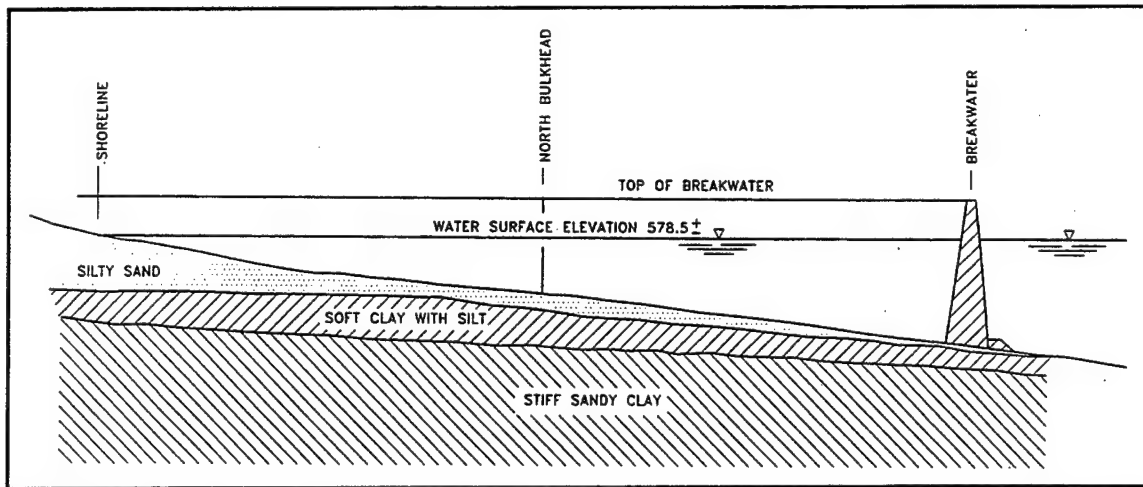 SHORELINE
NORTH BULKHEAD
BREAKWATER
TOP OF BREAKWATER
WATER SURFACE ELEVATION 578.5±
SILTY SAND
SOFT CLAY WITH SILT
STIFF SANDY CLAY